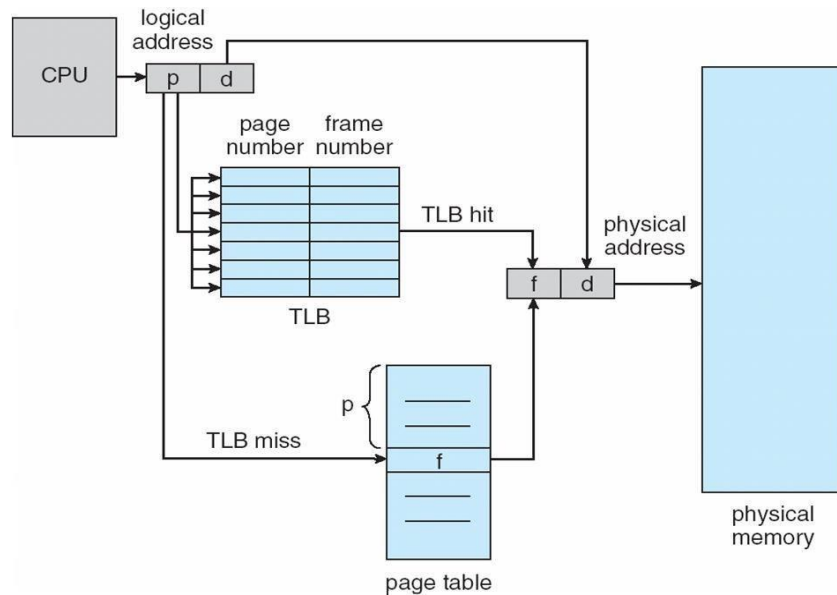 logical
address
CPU
p d
page
number
frame
number
TLB hit
physical
address
f d
TLB
p
TLB miss
f
physical
memory
page table